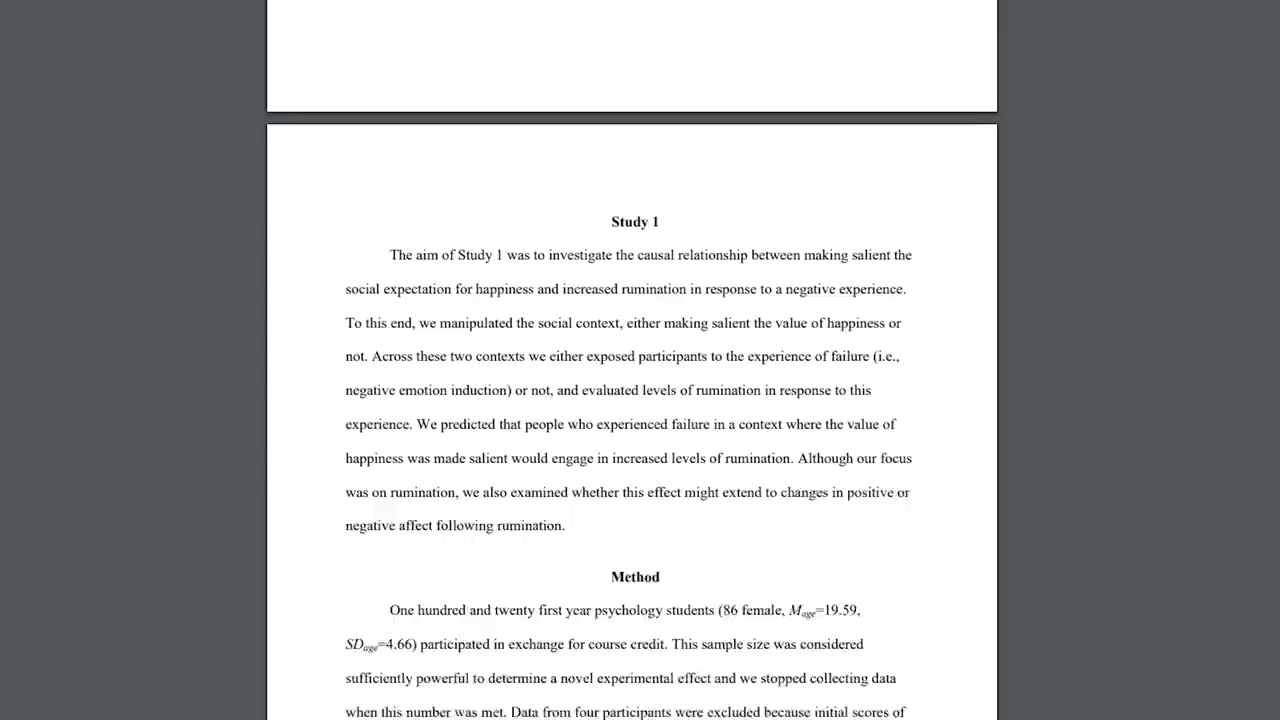 Study 1
The aim of Study 1 was to investigate the causal relationship between making salient the
social expectation for happiness and increased rumination in response to a negative experience.
To this end, we manipulated the social context, either making salient the value of happiness or
not. Across these two contexts we either exposed participants to the experience of failure (i.e.,
negative emotion induction) or not, and evaluated levels of rumination in response to this
experience. We predicted that people who experienced failure in a context where the value of
happiness was made salient would engage in increased levels of rumination. Although our focus
was on rumination, we also examined whether this effect might extend to changes in positive or
negative affect following rumination.
Method
One hundred and twenty first year psychology students (86 female, Mage=19.59,
SDage=4.66) participated in exchange for course credit. This sample size was considered
sufficiently powerful to determine a novel experimental effect and we stopped collecting data
when this number was met. Data from four participants were excluded because initial scores of